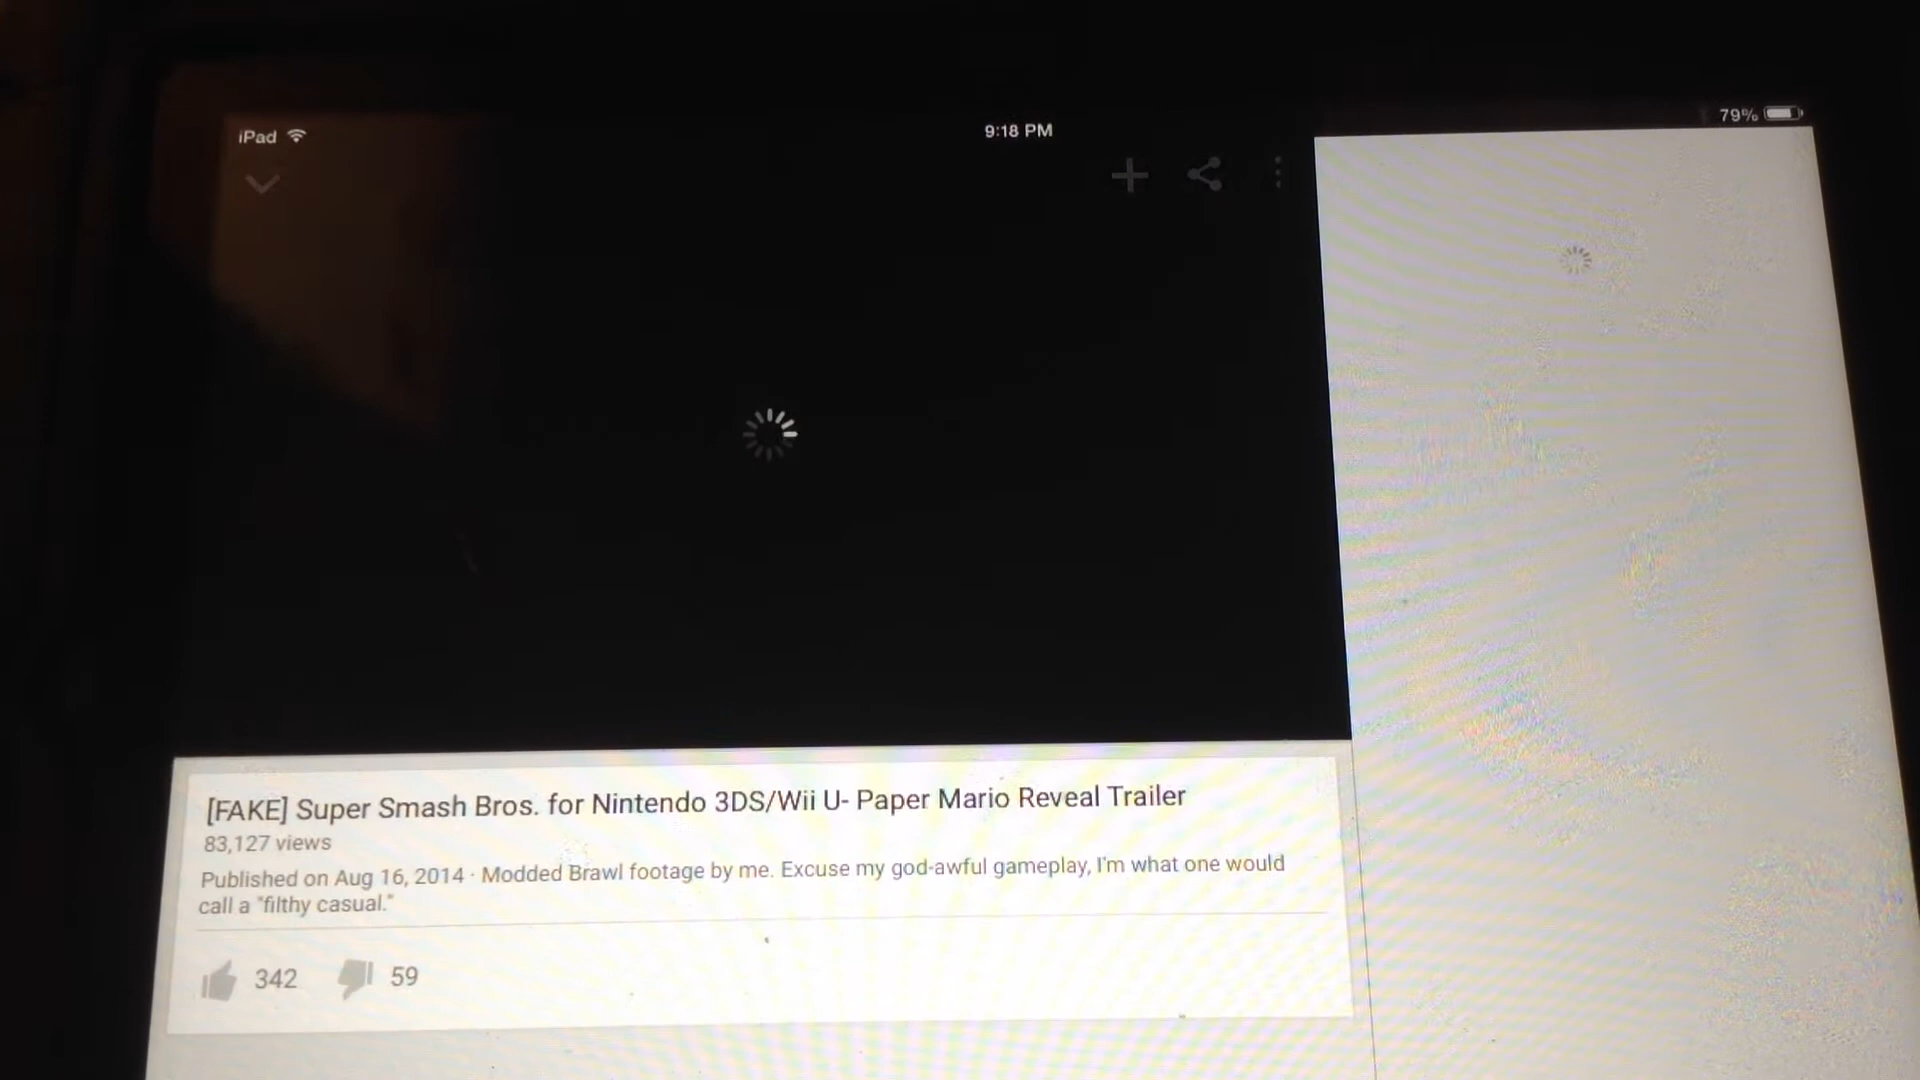 iPad
9:18 PM
79%
[FAKE] Super Smash Bros. for Nintendo 3DS/Wii U- Paper Mario Reveal Trailer
83,127 views
Published on Aug 16, 2014 · Modded Brawl footage by me. Excuse my god-awful gameplay, I'm what one would
call a "filthy casual."
342
59